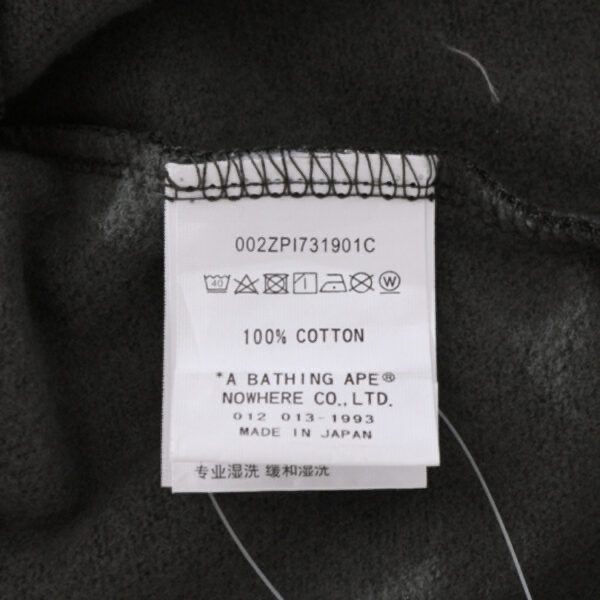 002ZPI731901C
40 W
100% COTTON
*A BATHING APE®
NOWHERE CO.,LTD.
012 013-1993
MADE IN JAPAN
专业湿洗 缓和湿洗